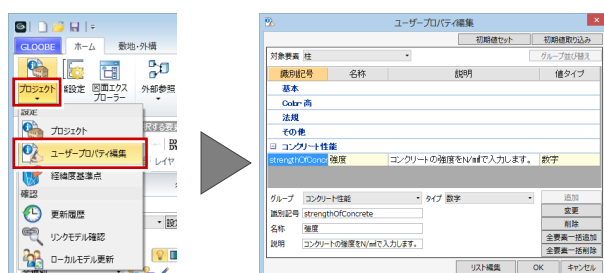 GLOOBE ホーム 敷地・外構
プロジェクト 図面エクス
プローラー 外部参照
設定
プロジェクト
ユーザープロパティ編集
経緯度基準点
確認
更新履歴
リンクモデル確認
ローカルモデル更新
レイヤ
ユーザープロパティ編集
初期値セット 初期値取り込み
対象要素 柱 グループ並び替え
識別記号 名称 説明 値タイプ
基本
Color-高
法規
その他
コンクリート性能
strengthOfConcr 強度 コンクリートの強度をN/㎟で入力します。 数字
グループ コンクリート性能 タイプ 数字 追加
識別記号 strengthOfConcrete 変更
名称 強度 削除
説明 コンクリートの強度をN/㎟で入力します。 全要素一括追加
全要素一括削除
リスト編集 OK キャンセル